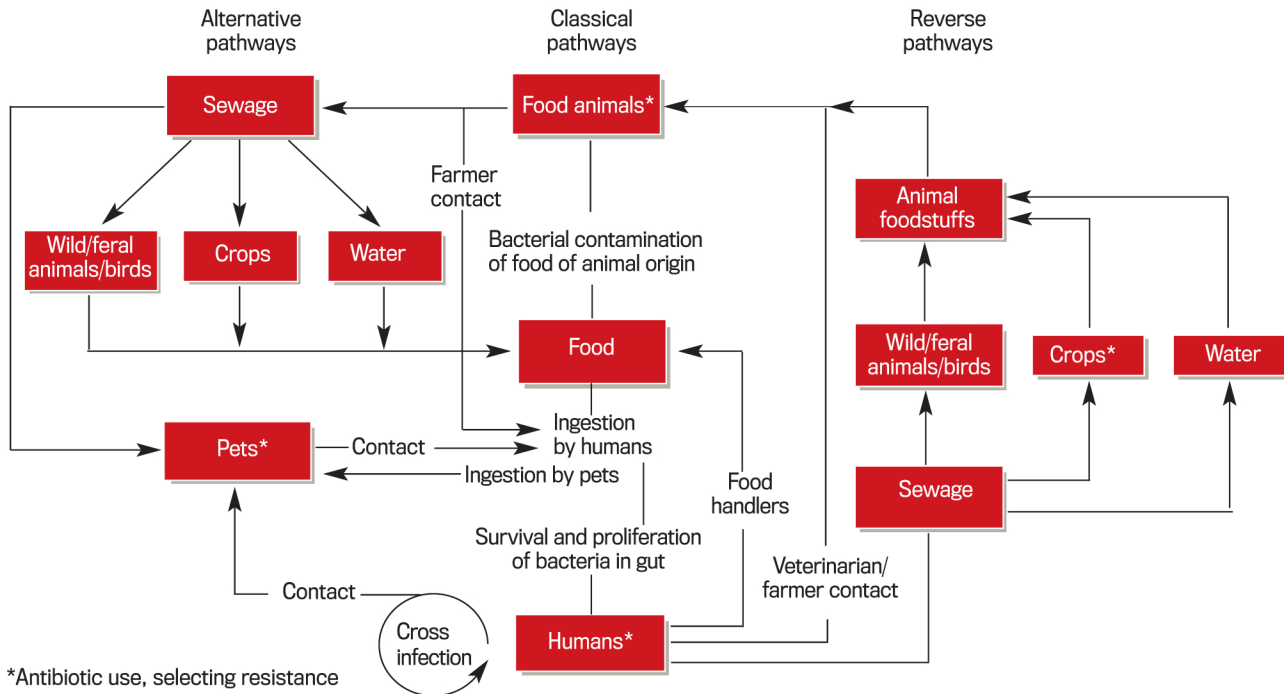 Alternative
pathways
Classical
pathways
Reverse
pathways
Sewage
Food animals*
Farmer
contact
Animal
foodstuffs
Wild/feral
animals/birds
Crops
Water
Bacterial contamination
of food of animal origin
Food
Wild/feral
animals/birds
Crops*
Water
Pets*
Contact
Ingestion
by humans
Ingestion by pets
Food
handlers
Sewage
Survival and proliferation
of bacteria in gut
Veterinarian/
farmer contact
Contact
Cross
infection
Humans*
*Antibiotic use, selecting resistance